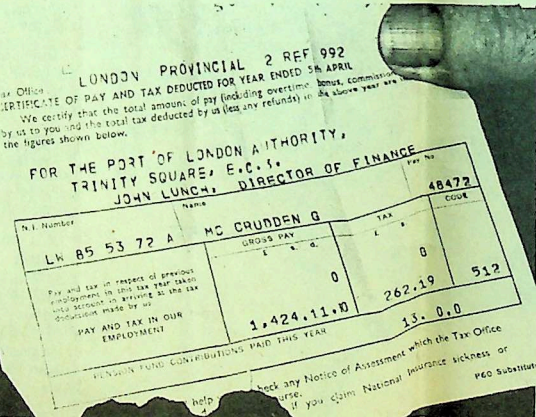 LONDON PROVINCIAL 2 REF 992
Tax Office
CERTIFICATE OF PAY AND TAX DEDUCTED FOR YEAR ENDED 5th APRIL
We certify that the total amount of pay (including overtime, bonus, commission
by us to you and the total tax deducted by us (less any refunds) in the above year are
the figures shown below.
FOR THE PORT OF LONDON AUTHORITY,
TRINITY SQUARE, E.C.3.
JOHN LUNCH, DIRECTOR OF FINANCE
N.I. Number Name Pay No
LW 85 53 72 A MC CRUDDEN G 48472
GROSS PAY TAX CODE
£ s. d. £ s
Pay and tax in respect of previous
employment in this tax year taken
into account in arriving at the tax
deductions made by us
0 0
PAY AND TAX IN OUR
EMPLOYMENT
1,424.11.10 262.19 512
PENSION FUND CONTRIBUTIONS PAID THIS YEAR 13. 0.0
help check any Notice of Assessment which the Tax Office
if you claim National Insurance sickness or
P60 Substitute